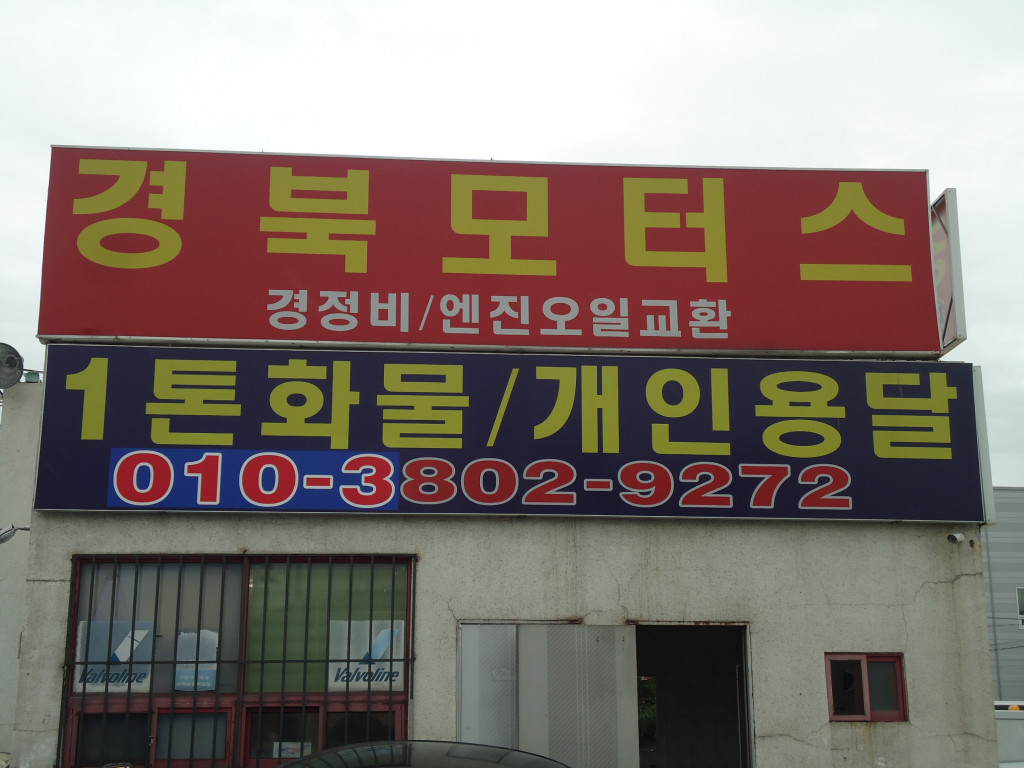 경북모터스
경정비/엔진오일교환
1톤화물/개인용달
010-3802-9272
Valvoline
Valvoline